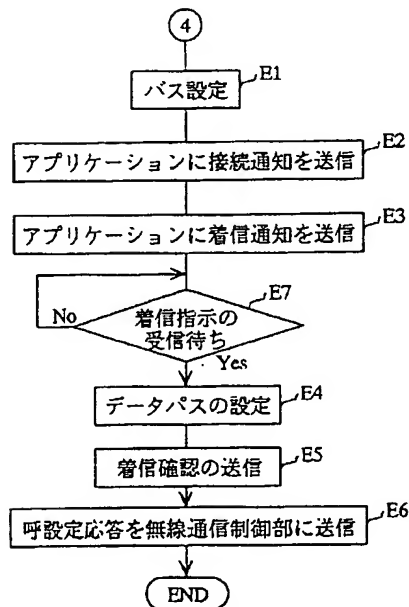 4
バス設定
E1
アプリケーションに接続通知を送信
E2
アプリケーションに着信通知を送信
E3
着信指示の
受信待ち
E7
No
Yes
データパスの設定
E4
着信確認の送信
E5
呼設定応答を無線通信制御部に送信
E6
END